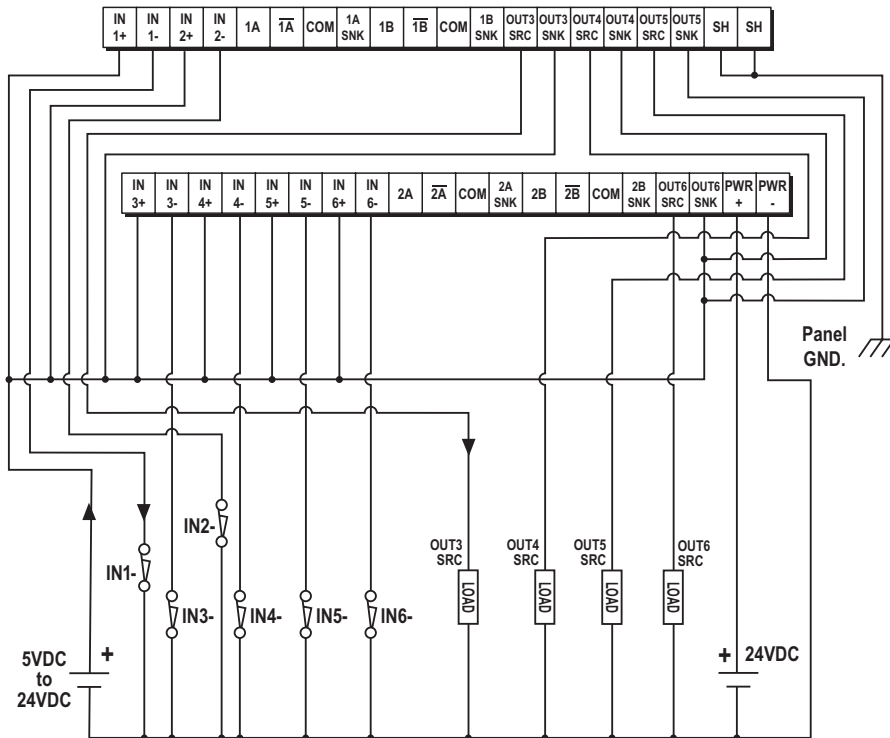 IN 1+ IN 1- IN 2+ IN 2- 1A 1A COM 1A SNK 1B 1B COM 1B SNK OUT3 SRC OUT3 SNK OUT4 SRC OUT4 SNK OUT5 SRC OUT5 SNK SH SH
IN 3+ IN 3- IN 4+ IN 4- IN 5+ IN 5- IN 6+ IN 6- 2A 2A COM 2A SNK 2B 2B COM 2B SNK OUT6 SRC OUT6 SNK PWR + PWR -
Panel
GND.
IN2-
IN1-
IN3-
IN4-
IN5-
IN6-
OUT3
SRC
OUT4
SRC
OUT5
SRC
OUT6
SRC
LOAD
LOAD
LOAD
LOAD
5VDC
to
24VDC
+
+
24VDC